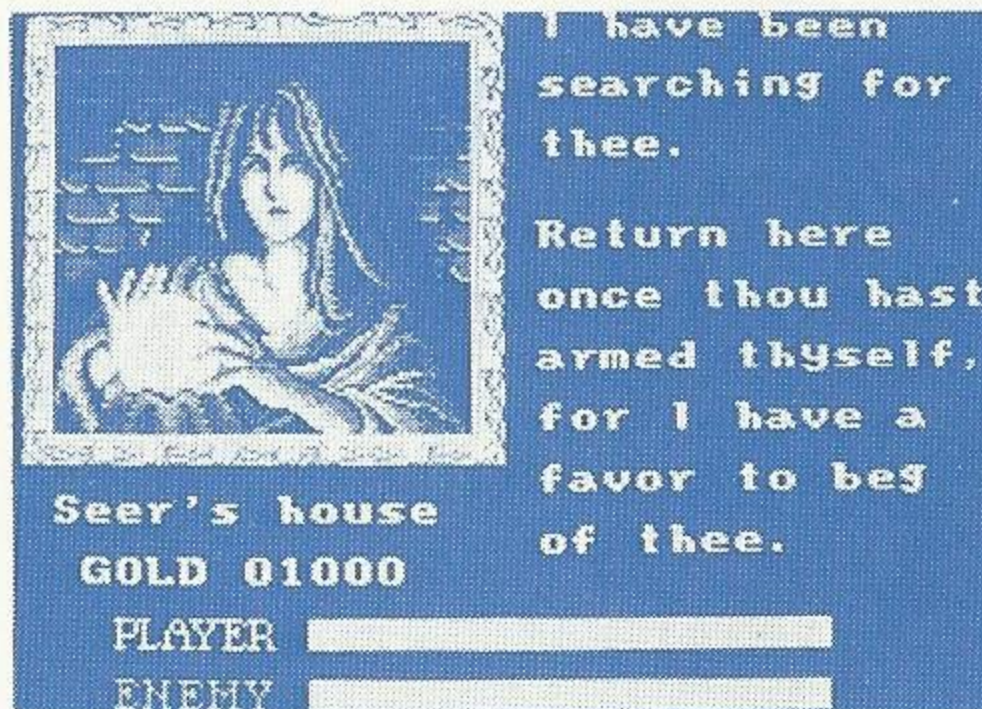 I have been
searching for
thee.
Return here
once thou hast
armed thyself,
for I have a
favor to beg
of thee.
Seer's house
GOLD 01000
PLAYER
ENEMY